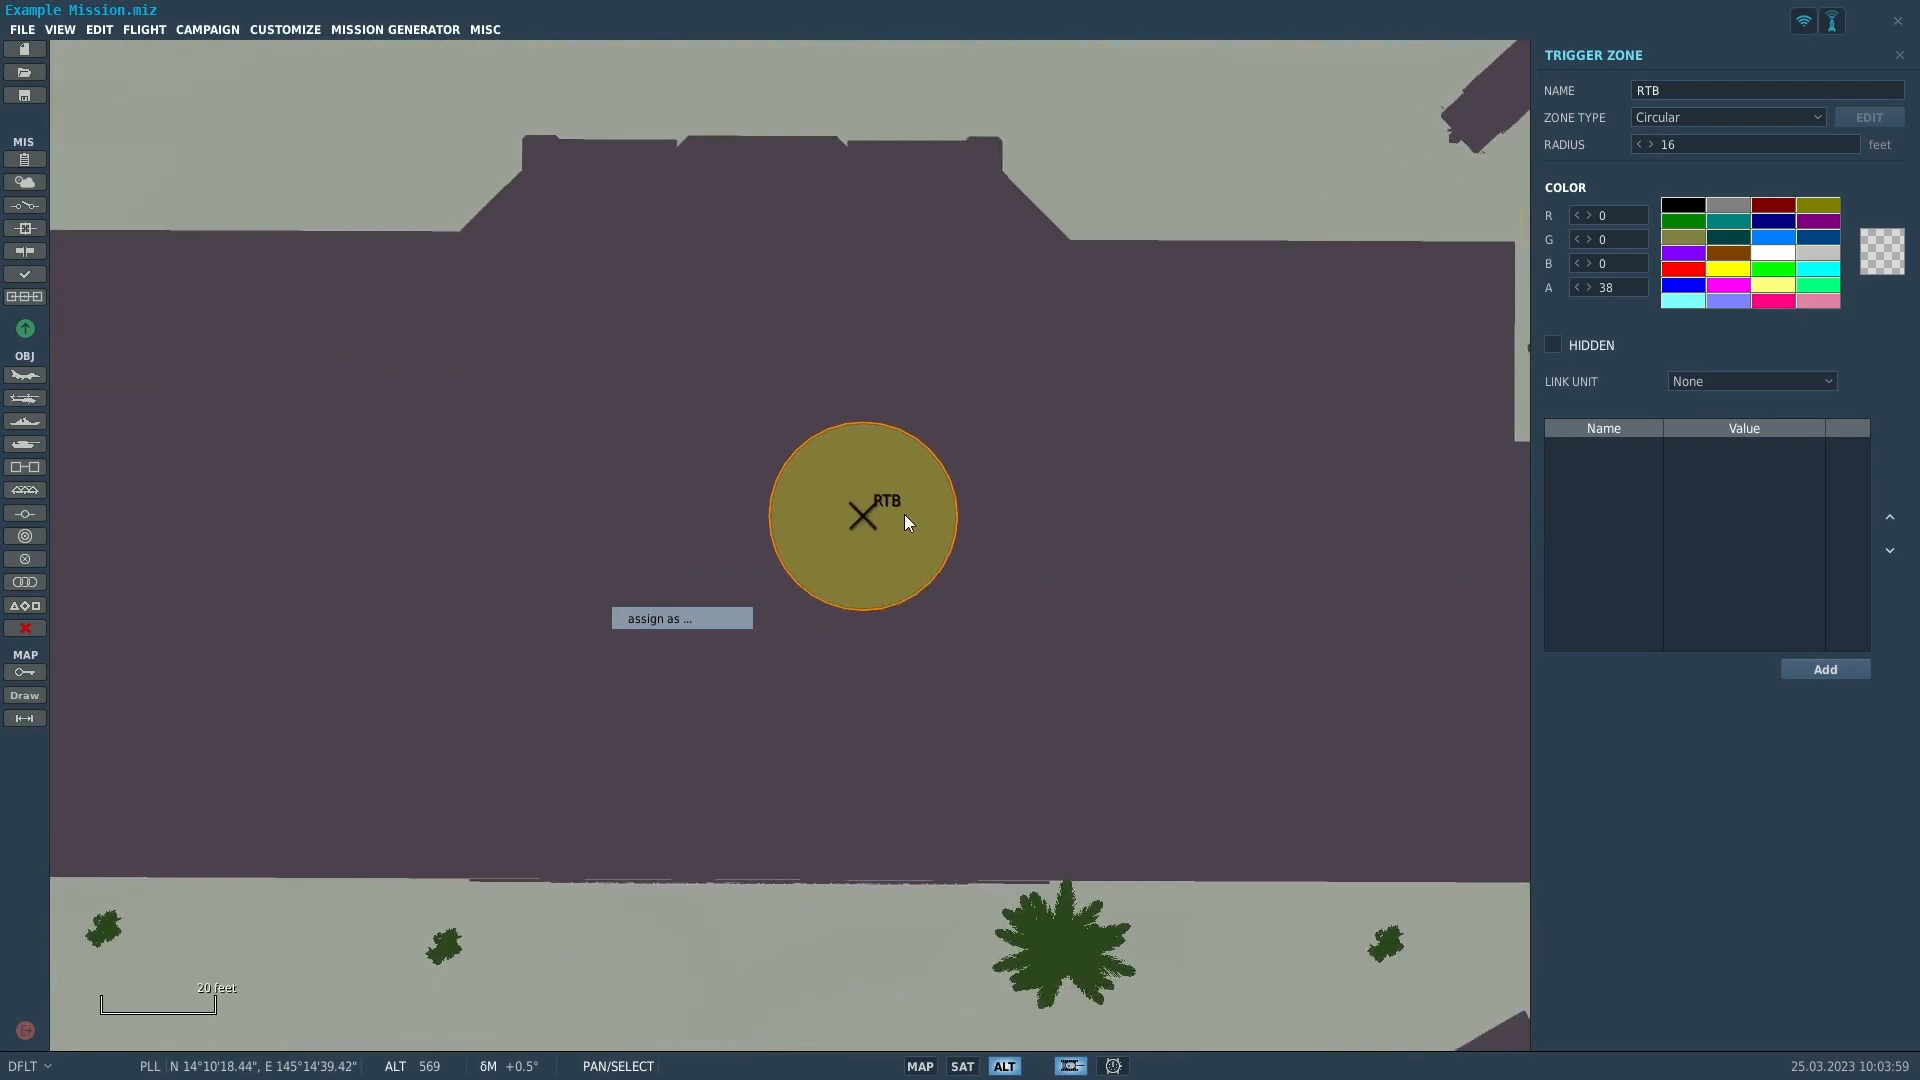 Example Mission.miz
FILE VIEW EDIT FLIGHT CAMPAIGN CUSTOMIZE MISSION GENERATOR MISC
MIS
OBJ
MAP
Draw
RTB
assign as ...
20 feet
TRIGGER ZONE
NAME RTB
ZONE TYPE Circular EDIT
RADIUS < > 16 feet
COLOR
R < > 0
G < > 0
B < > 0
A < > 38
HIDDEN
LINK UNIT None
Name Value
Add
DFLT PLL N 14°10'18.44", E 145°14'39.42" ALT 569 δM +0.5° PAN/SELECT MAP SAT ALT 25.03.2023 10:03:59